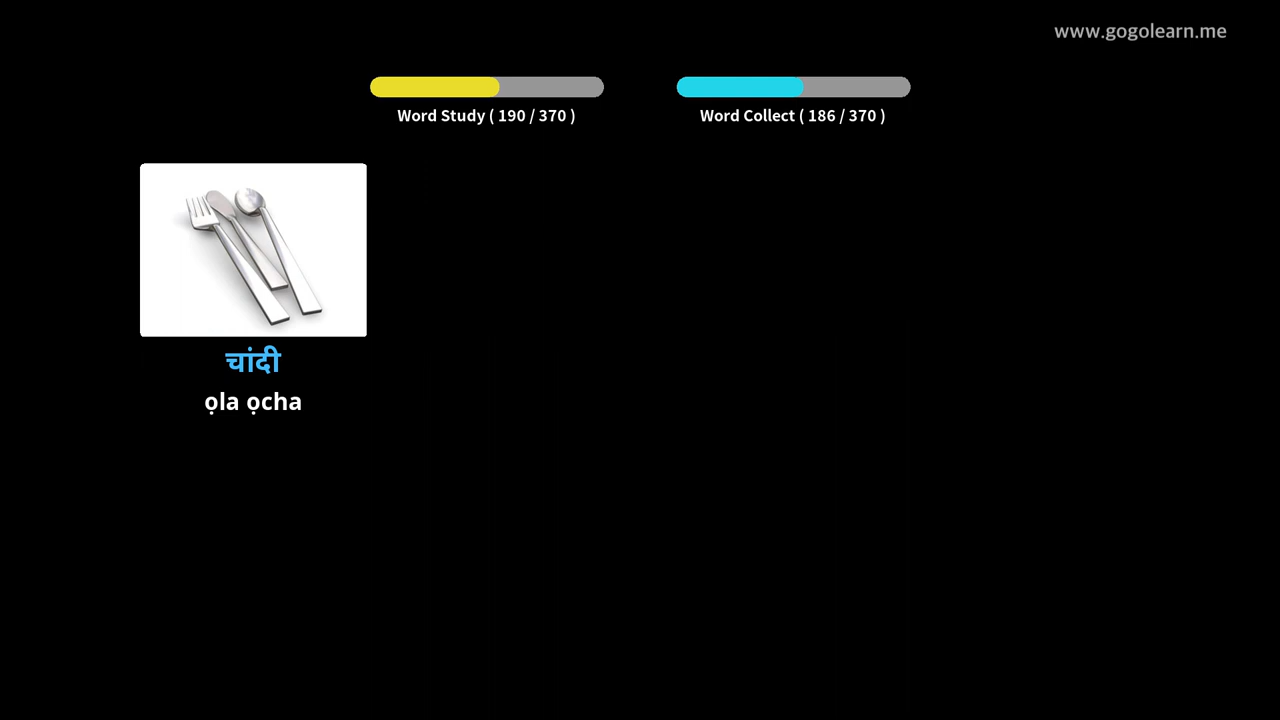 www.gogolearn.me
Word Study ( 190 / 370 )
Word Collect ( 186 / 370 )
चांदी
ọla ọcha